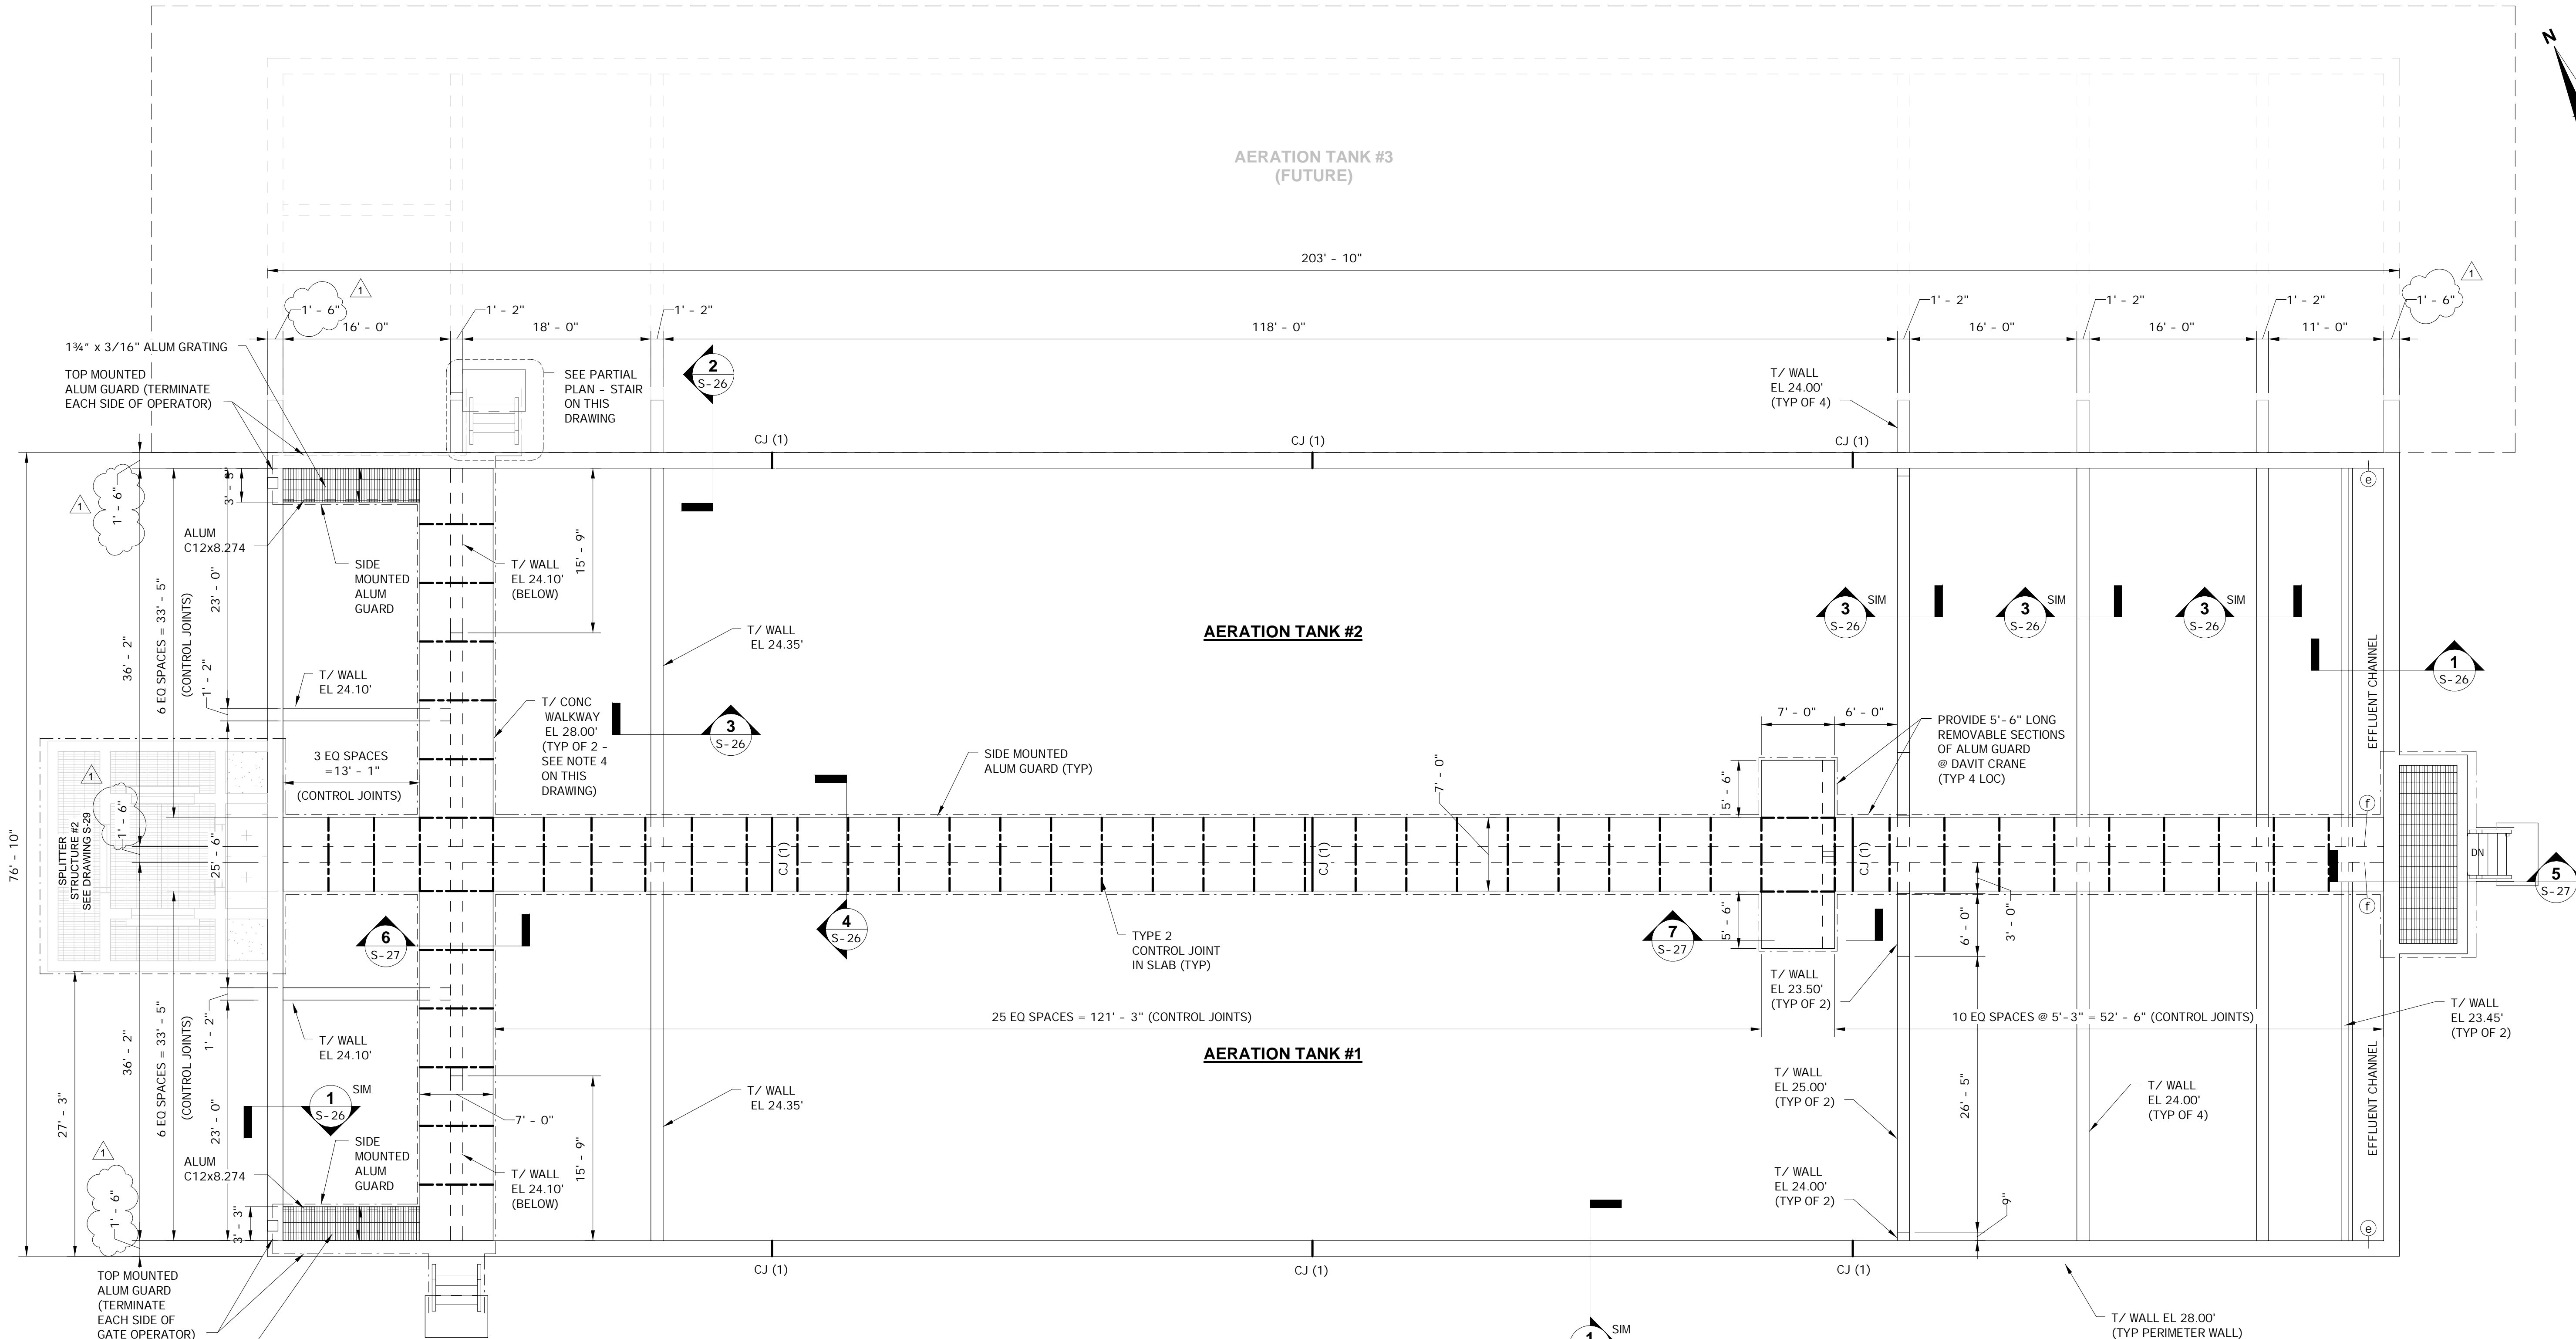 N
AERATION TANK #3
(FUTURE)
203' - 10"
1
1
1' - 6"
16' - 0"
1' - 2"
18' - 0"
1' - 2"
118' - 0"
1' - 2"
16' - 0"
1' - 2"
16' - 0"
1' - 2"
11' - 0"
1' - 6"
1¾" x 3/16" ALUM GRATING
TOP MOUNTED
ALUM GUARD (TERMINATE
EACH SIDE OF OPERATOR)
SEE PARTIAL
PLAN - STAIR
ON THIS
DRAWING
2
S-26
T/ WALL
EL 24.00'
(TYP OF 4)
CJ (1)
CJ (1)
CJ (1)
1' - 6"
1
3' - 3"
ALUM
C12x8.274
SIDE
MOUNTED
ALUM
GUARD
T/ WALL
EL 24.10'
(BELOW)
15' - 9"
e
76' - 10"
36' - 2"
6 EQ SPACES = 33' - 5"
(CONTROL JOINTS)
23' - 0"
1' - 2"
T/ WALL
EL 24.10'
T/ WALL
EL 24.35'
AERATION TANK #2
3
S-26
SIM
3
S-26
SIM
3
S-26
SIM
EFFLUENT CHANNEL
1
S-26
T/ CONC
WALKWAY
EL 28.00'
(TYP OF 2 -
SEE NOTE 4
ON THIS
DRAWING)
3
S-26
3 EQ SPACES
=13' - 1"
(CONTROL JOINTS)
SIDE MOUNTED
ALUM GUARD (TYP)
7' - 0"
7' - 0"
6' - 0"
5' - 6"
PROVIDE 5'-6" LONG
REMOVABLE SECTIONS
OF ALUM GUARD
@ DAVIT CRANE
(TYP 4 LOC)
1
1' - 6"
SPLITTER
STRUCTURE #2
SEE DRAWING S-29
25' - 6"
CJ (1)
CJ (1)
CJ (1)
f
f
DN
5
S-27
6
S-27
4
S-26
TYPE 2
CONTROL JOINT
IN SLAB (TYP)
7
S-27
5' - 6"
6' - 0"
3' - 0"
T/ WALL
EL 23.50'
(TYP OF 2)
25 EQ SPACES = 121' - 3" (CONTROL JOINTS)
10 EQ SPACES @ 5'-3" = 52' - 6" (CONTROL JOINTS)
T/ WALL
EL 23.45'
(TYP OF 2)
27' - 3"
36' - 2"
6 EQ SPACES = 33' - 5"
(CONTROL JOINTS)
1' - 2"
23' - 0"
T/ WALL
EL 24.10'
AERATION TANK #1
T/ WALL
EL 24.35'
T/ WALL
EL 25.00'
(TYP OF 2)
26' - 5"
T/ WALL
EL 24.00'
(TYP OF 4)
EFFLUENT CHANNEL
1
S-26
SIM
7' - 0"
SIDE
MOUNTED
ALUM
GUARD
ALUM
C12x8.274
T/ WALL
EL 24.10'
(BELOW)
15' - 9"
T/ WALL
EL 24.00'
(TYP OF 2)
9"
e
1
1' - 6"
3' - 3"
CJ (1)
CJ (1)
CJ (1)
TOP MOUNTED
ALUM GUARD
(TERMINATE
EACH SIDE OF
GATE OPERATOR)
T/ WALL EL 28.00'
(TYP PERIMETER WALL)
1
SIM